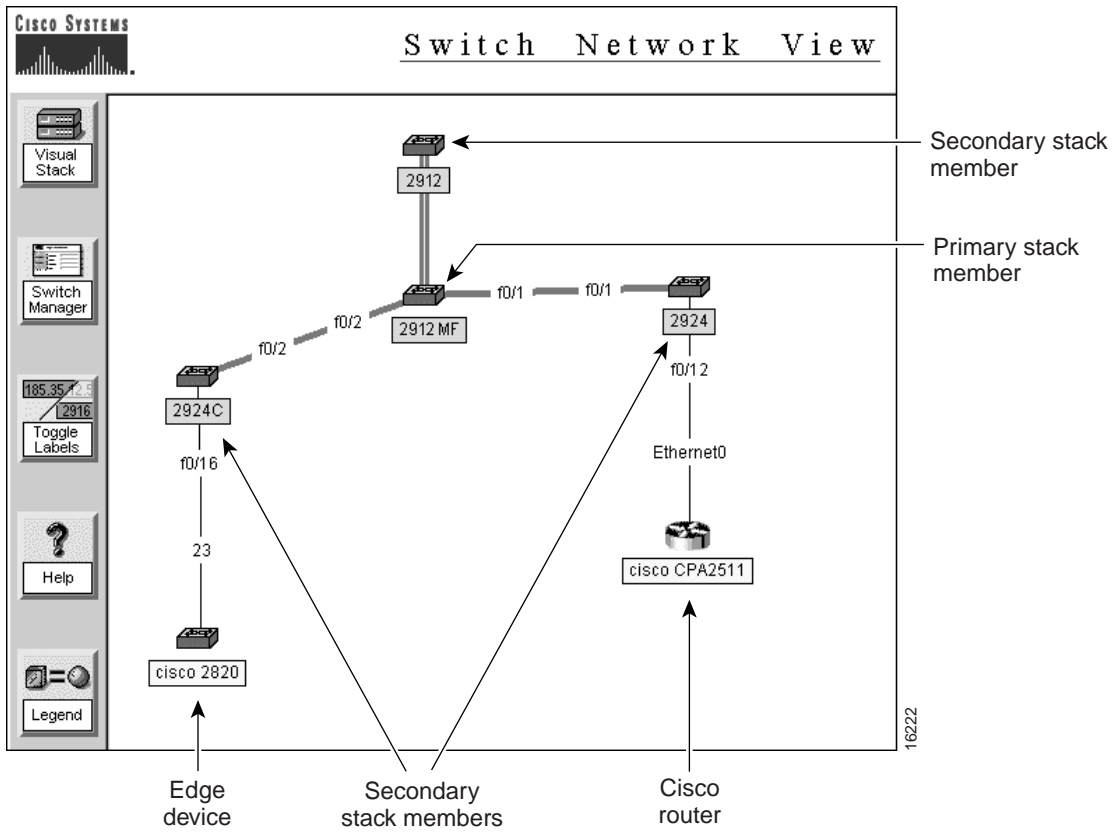 CISCO SYSTEMS
Switch Network View
Visual
Stack
Switch
Manager
185.35.12.5
2916
Toggle
Labels
?
Help
=
Legend
2912
2912 MF
f0/1
f0/1
2924
f0/12
Ethernet0
cisco CPA2511
f0/2
f0/2
2924C
f0/16
23
cisco 2820
Secondary stack
member
Primary stack
member
Edge
device
Secondary
stack members
Cisco
router
16222